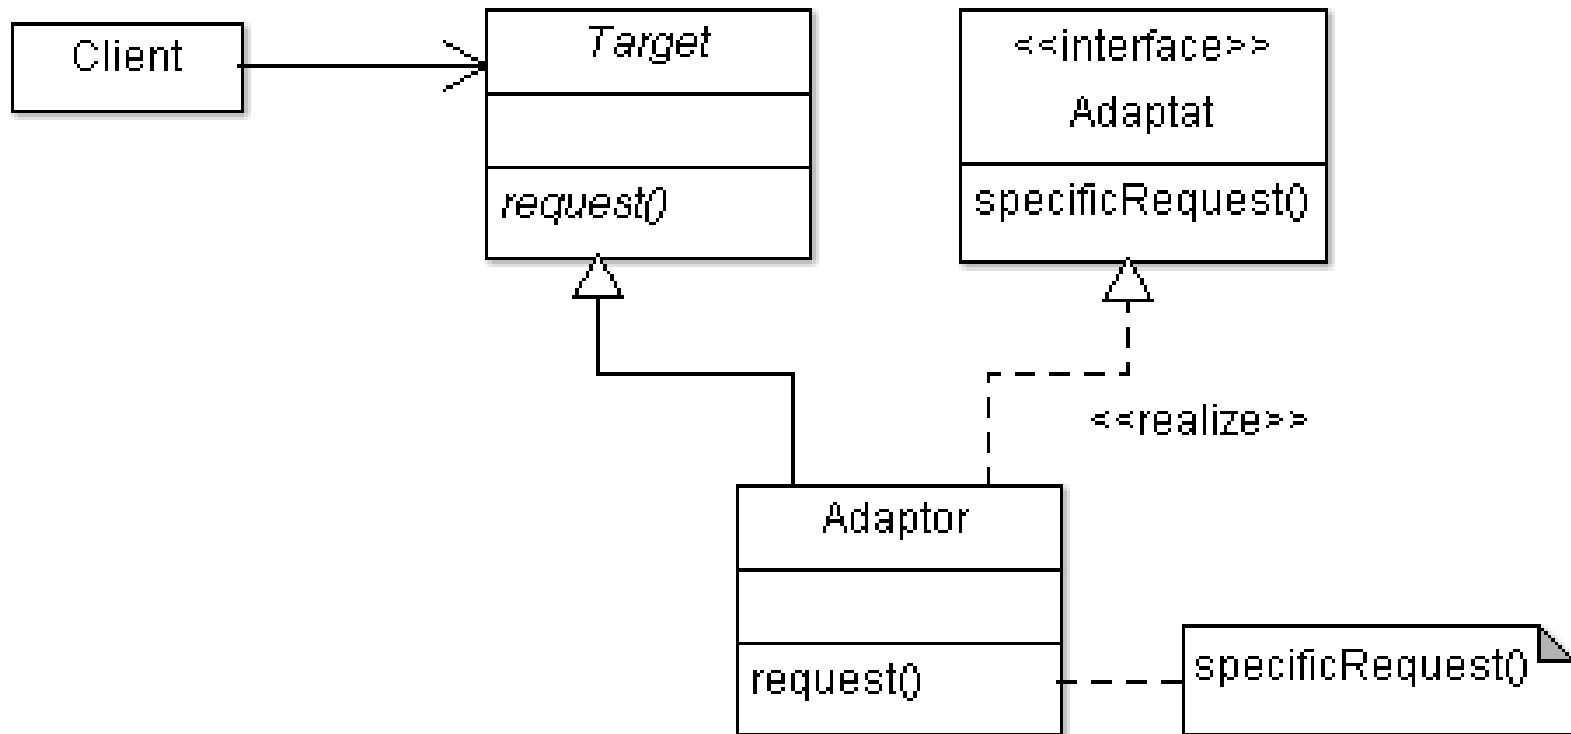 Client
Target
request()
<<interface>>
Adaptat
specificRequest()
<<realize>>
Adaptor
request()
specificRequest()